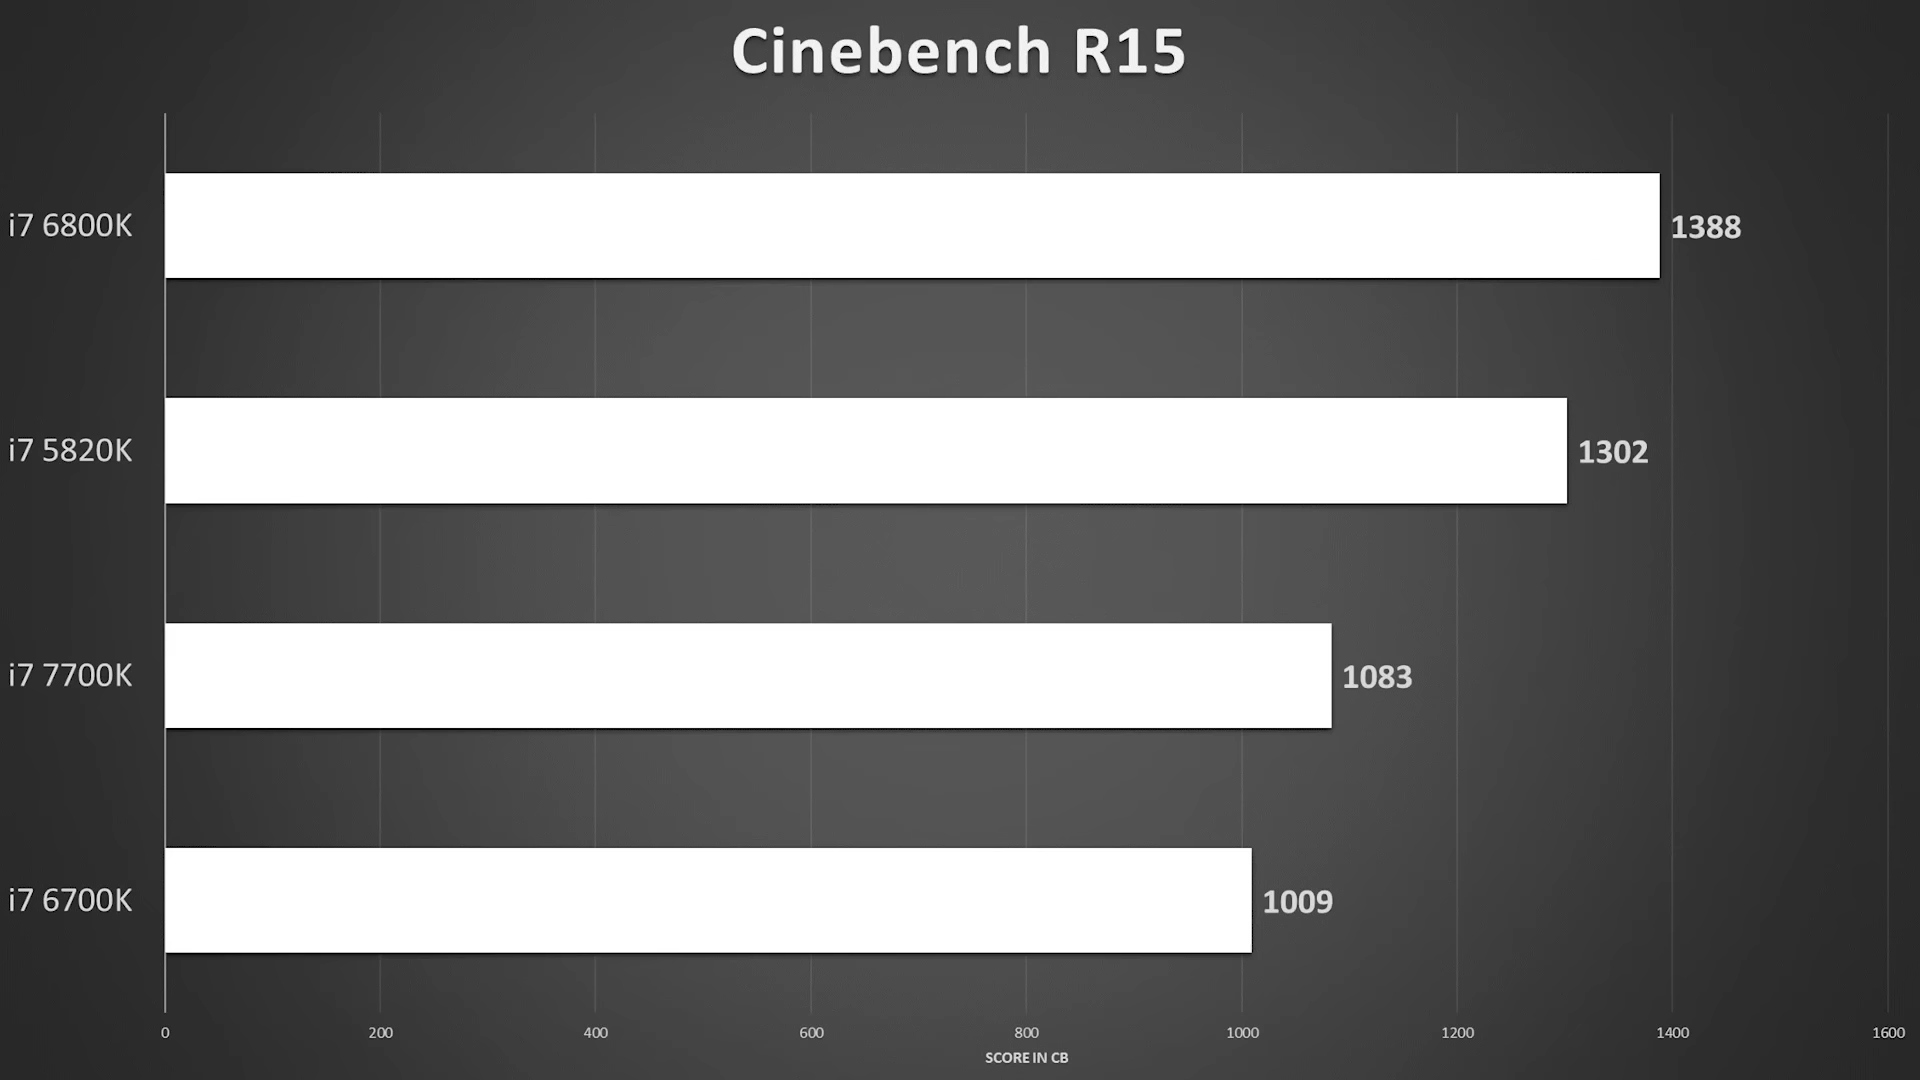 Cinebench R15
i7 6800K
1388
i7 5820K
1302
i7 7700K
1083
i7 6700K
1009
0 200 400 600 800 1000 1200 1400 1600
SCORE IN CB